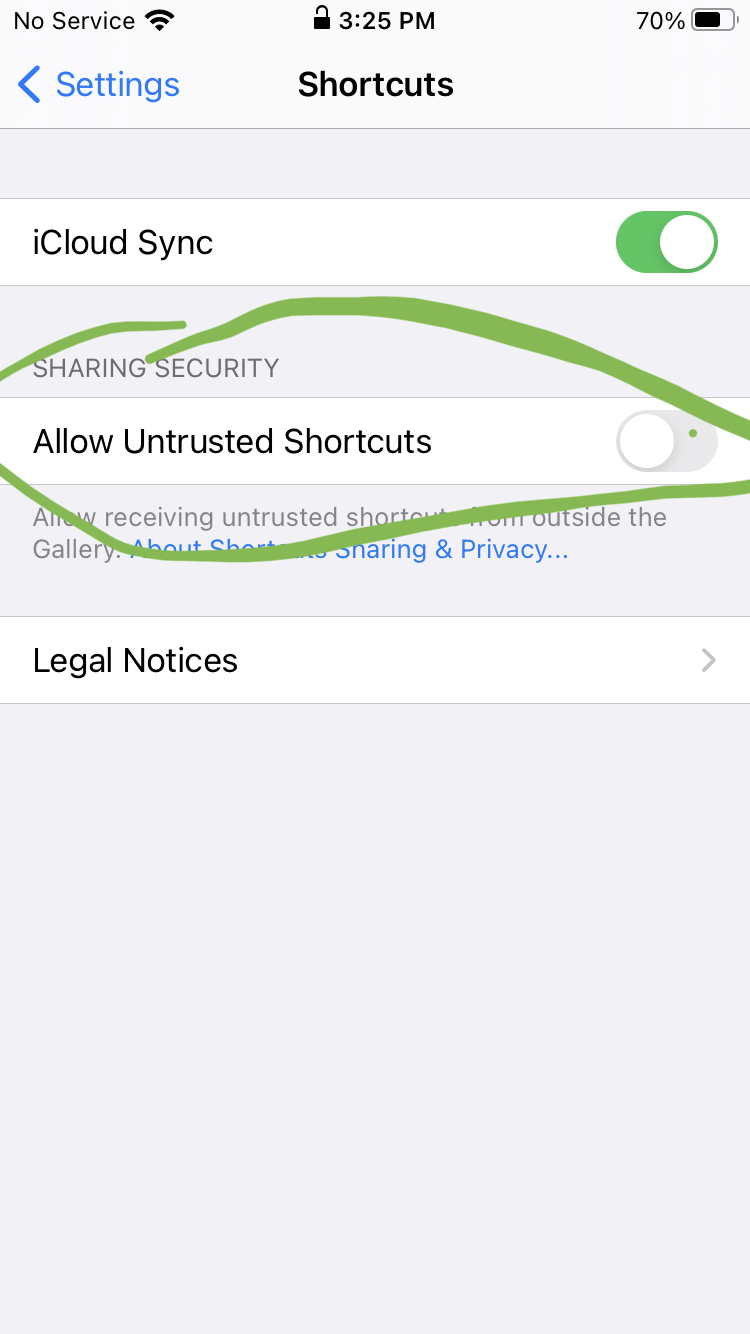 No Service 3:25 PM 70%
Settings Shortcuts
iCloud Sync
SHARING SECURITY
Allow Untrusted Shortcuts
Allow receiving untrusted shortcuts from outside the
Gallery. About Shortcuts Sharing & Privacy...
Legal Notices